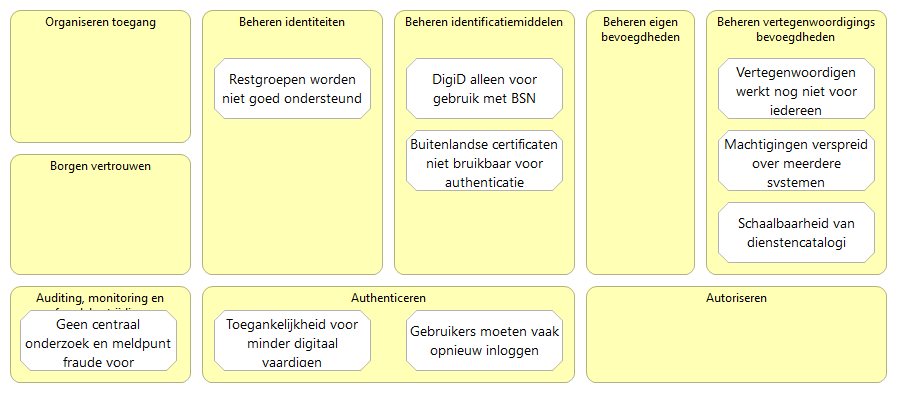 Organiseren toegang
Beheren identiteiten
Restgroepen worden
niet goed ondersteund
Beheren identificatiemiddelen
DigiD alleen voor
gebruik met BSN
Buitenlandse certificaten
niet bruikbaar voor
authenticatie
Beheren eigen
bevoegdheden
Beheren vertegenwoordigings
bevoegdheden
Vertegenwoordigen
werkt nog niet voor
iedereen
Machtigingen verspreid
over meerdere
systemen
Schaalbaarheid van
dienstencatalogi
Borgen vertrouwen
Auditing, monitoring en
Geen centraal
onderzoek en meldpunt
fraude voor
Authenticeren
Toegankelijkheid voor
minder digitaal
vaardigen
Gebruikers moeten vaak
opnieuw inloggen
Autoriseren